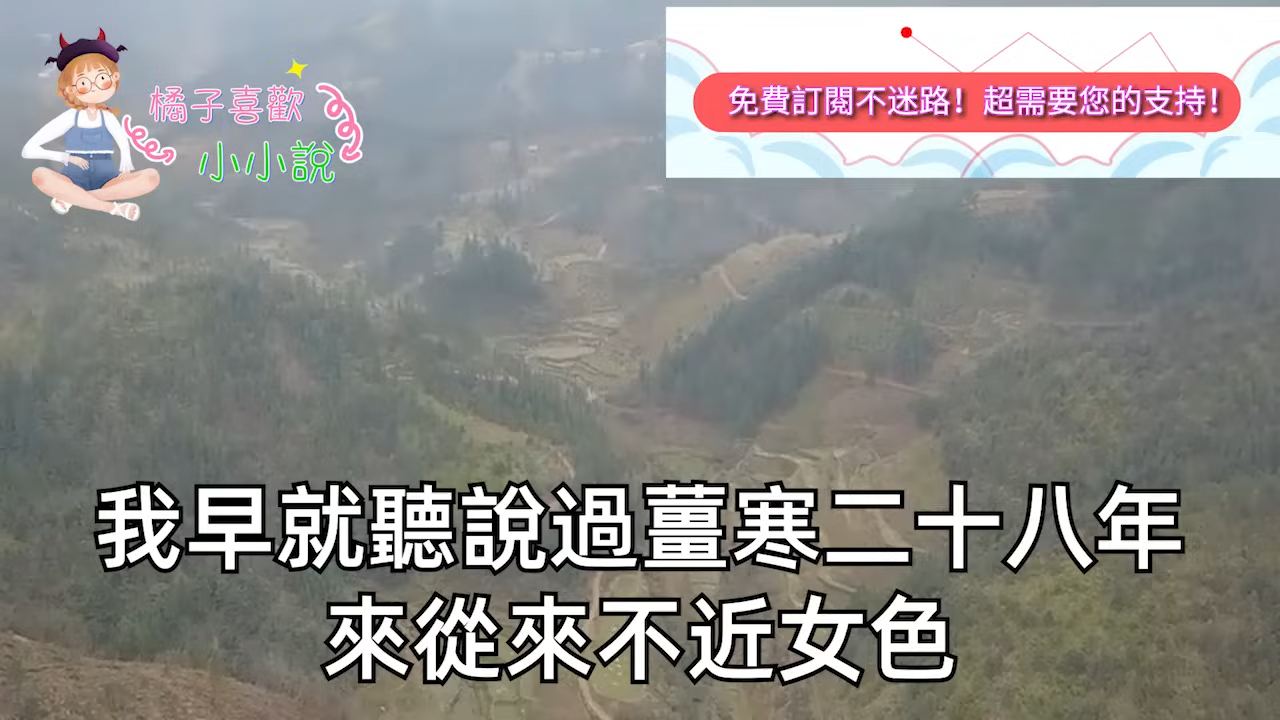 橘子喜歡
小小說
免費訂閱不迷路！超需要您的支持！
我早就聽說過薑寒二十八年
來從來不近女色